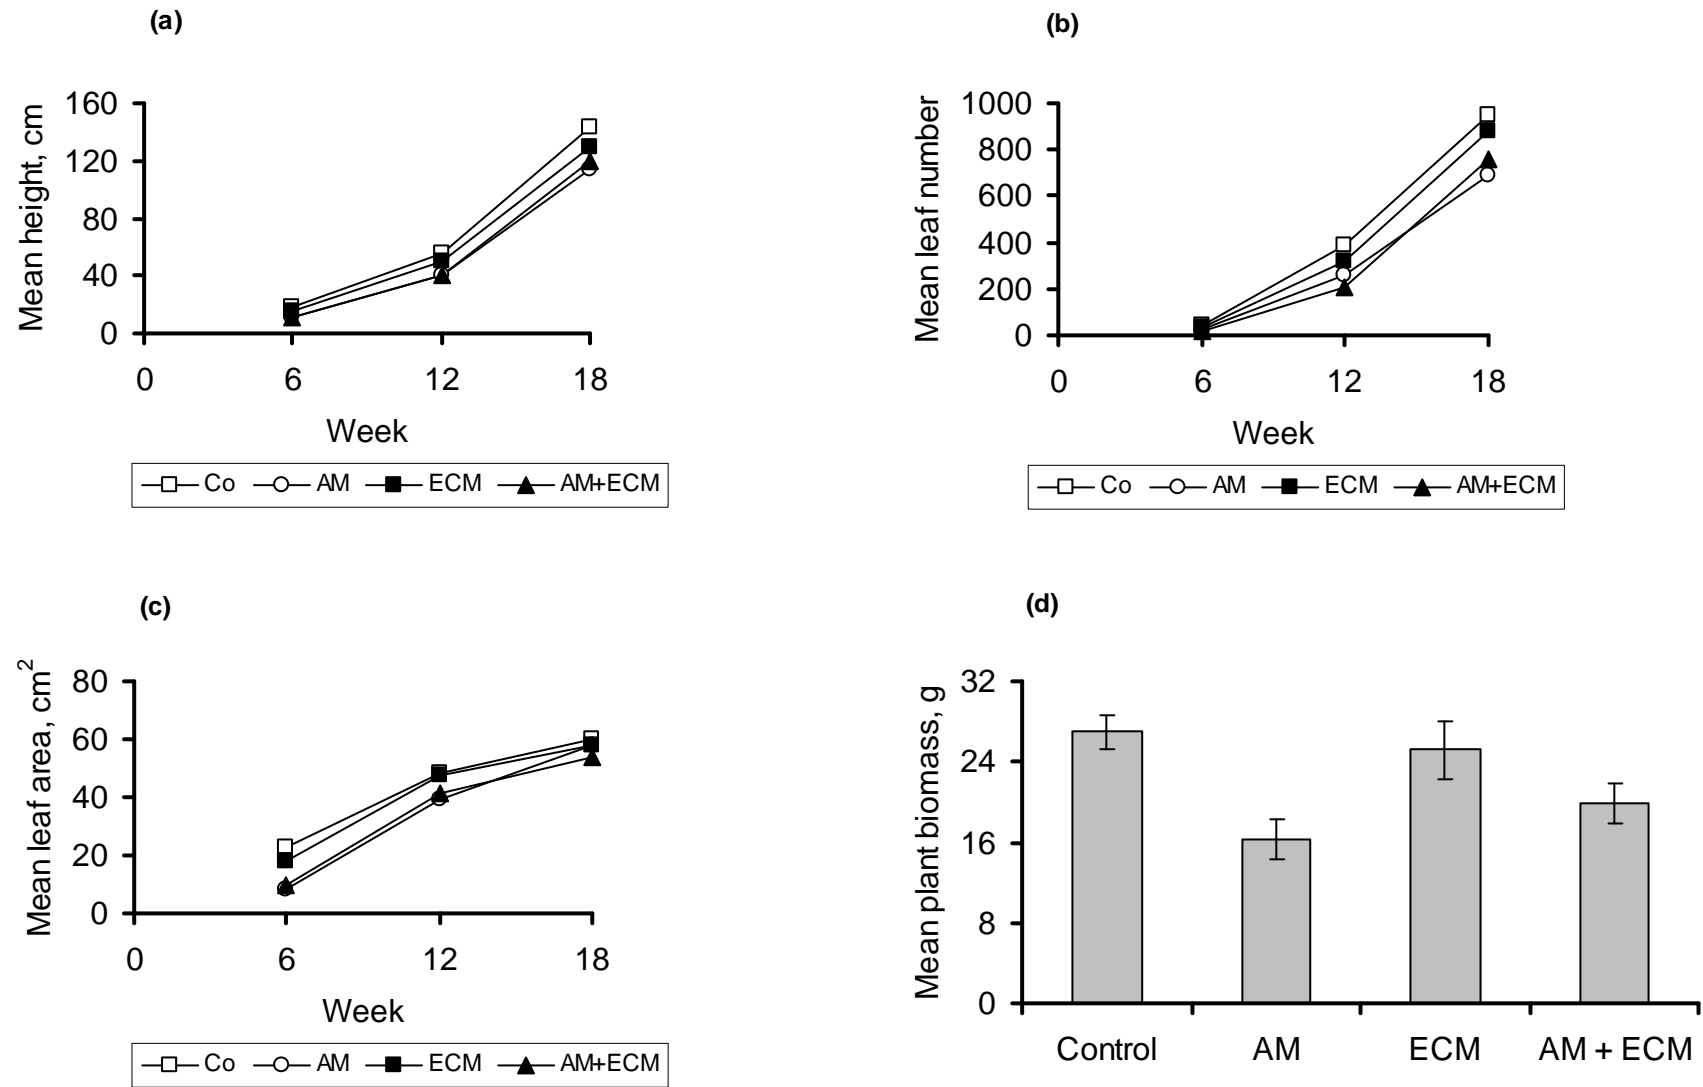 (a)
Mean height, cm
160
120
80
40
0
0 6 12 18
Week
Co AM ECM AM+ECM
(b)
Mean leaf number
1000
800
600
400
200
0
0 6 12 18
Week
Co AM ECM AM+ECM
(c)
Mean leaf area, cm²
80
60
40
20
0
0 6 12 18
Week
Co AM ECM AM+ECM
(d)
Mean plant biomass, g
32
24
16
8
0
Control AM ECM AM + ECM